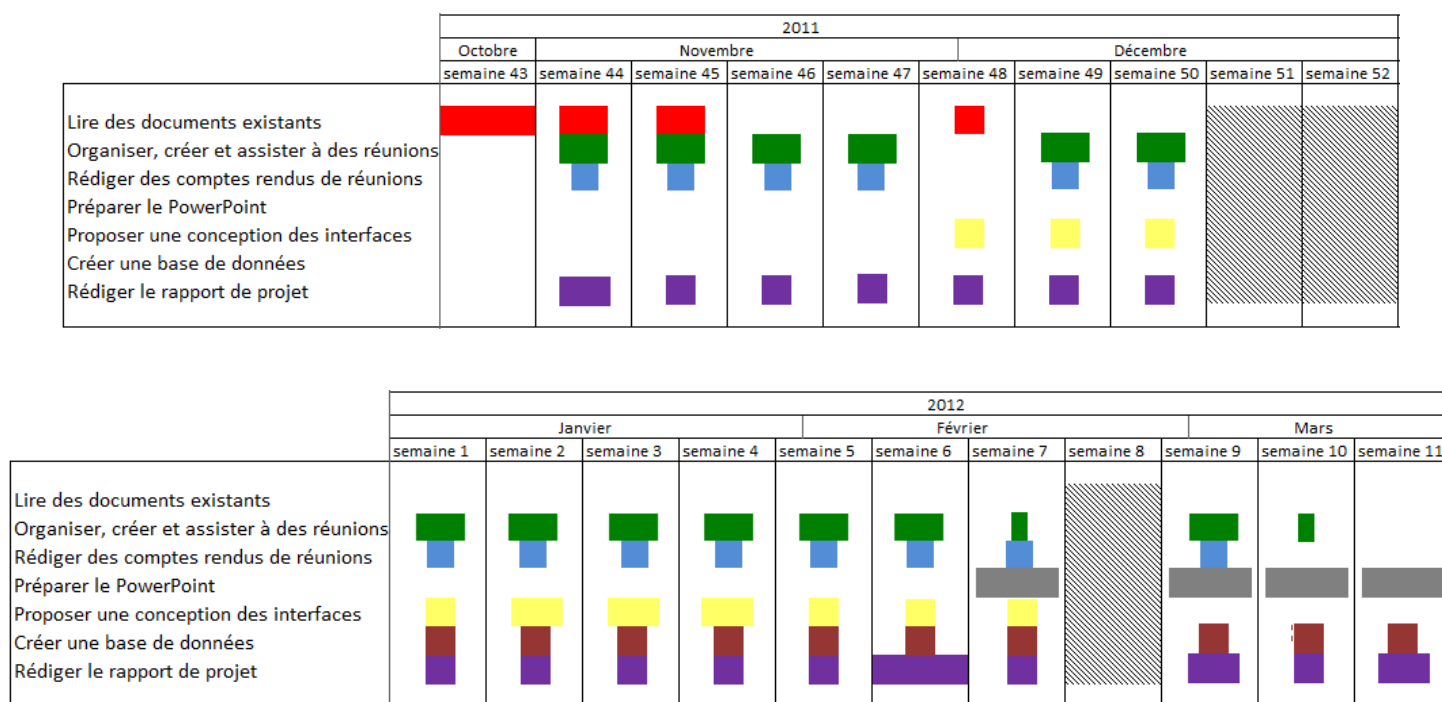 2011
Octobre Novembre Décembre
semaine 43 semaine 44 semaine 45 semaine 46 semaine 47 semaine 48 semaine 49 semaine 50 semaine 51 semaine 52
Lire des documents existants
Organiser, créer et assister à des réunions
Rédiger des comptes rendus de réunions
Préparer le PowerPoint
Proposer une conception des interfaces
Créer une base de données
Rédiger le rapport de projet
2012
Janvier Février Mars
semaine 1 semaine 2 semaine 3 semaine 4 semaine 5 semaine 6 semaine 7 semaine 8 semaine 9 semaine 10 semaine 11
Lire des documents existants
Organiser, créer et assister à des réunions
Rédiger des comptes rendus de réunions
Préparer le PowerPoint
Proposer une conception des interfaces
Créer une base de données
Rédiger le rapport de projet